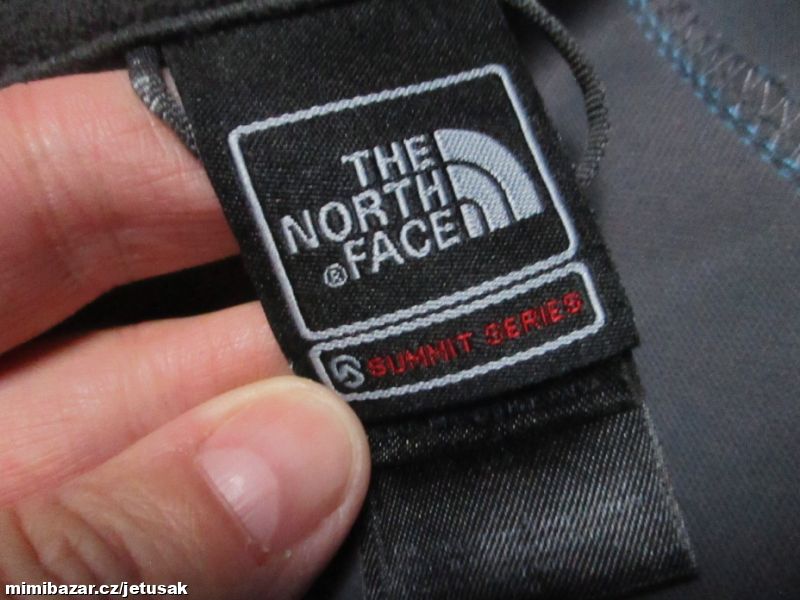 THE
NORTH
® FACE
SUMMIT SERIES
mimibazar.cz/jetusak